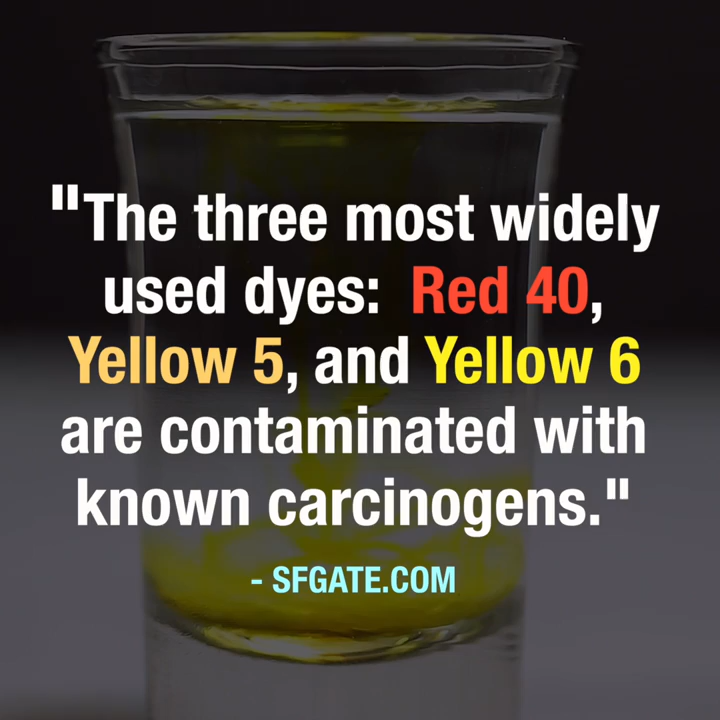 "The three most widely
used dyes: Red 40,
Yellow 5, and Yellow 6
are contaminated with
known carcinogens."
- SFGATE.COM